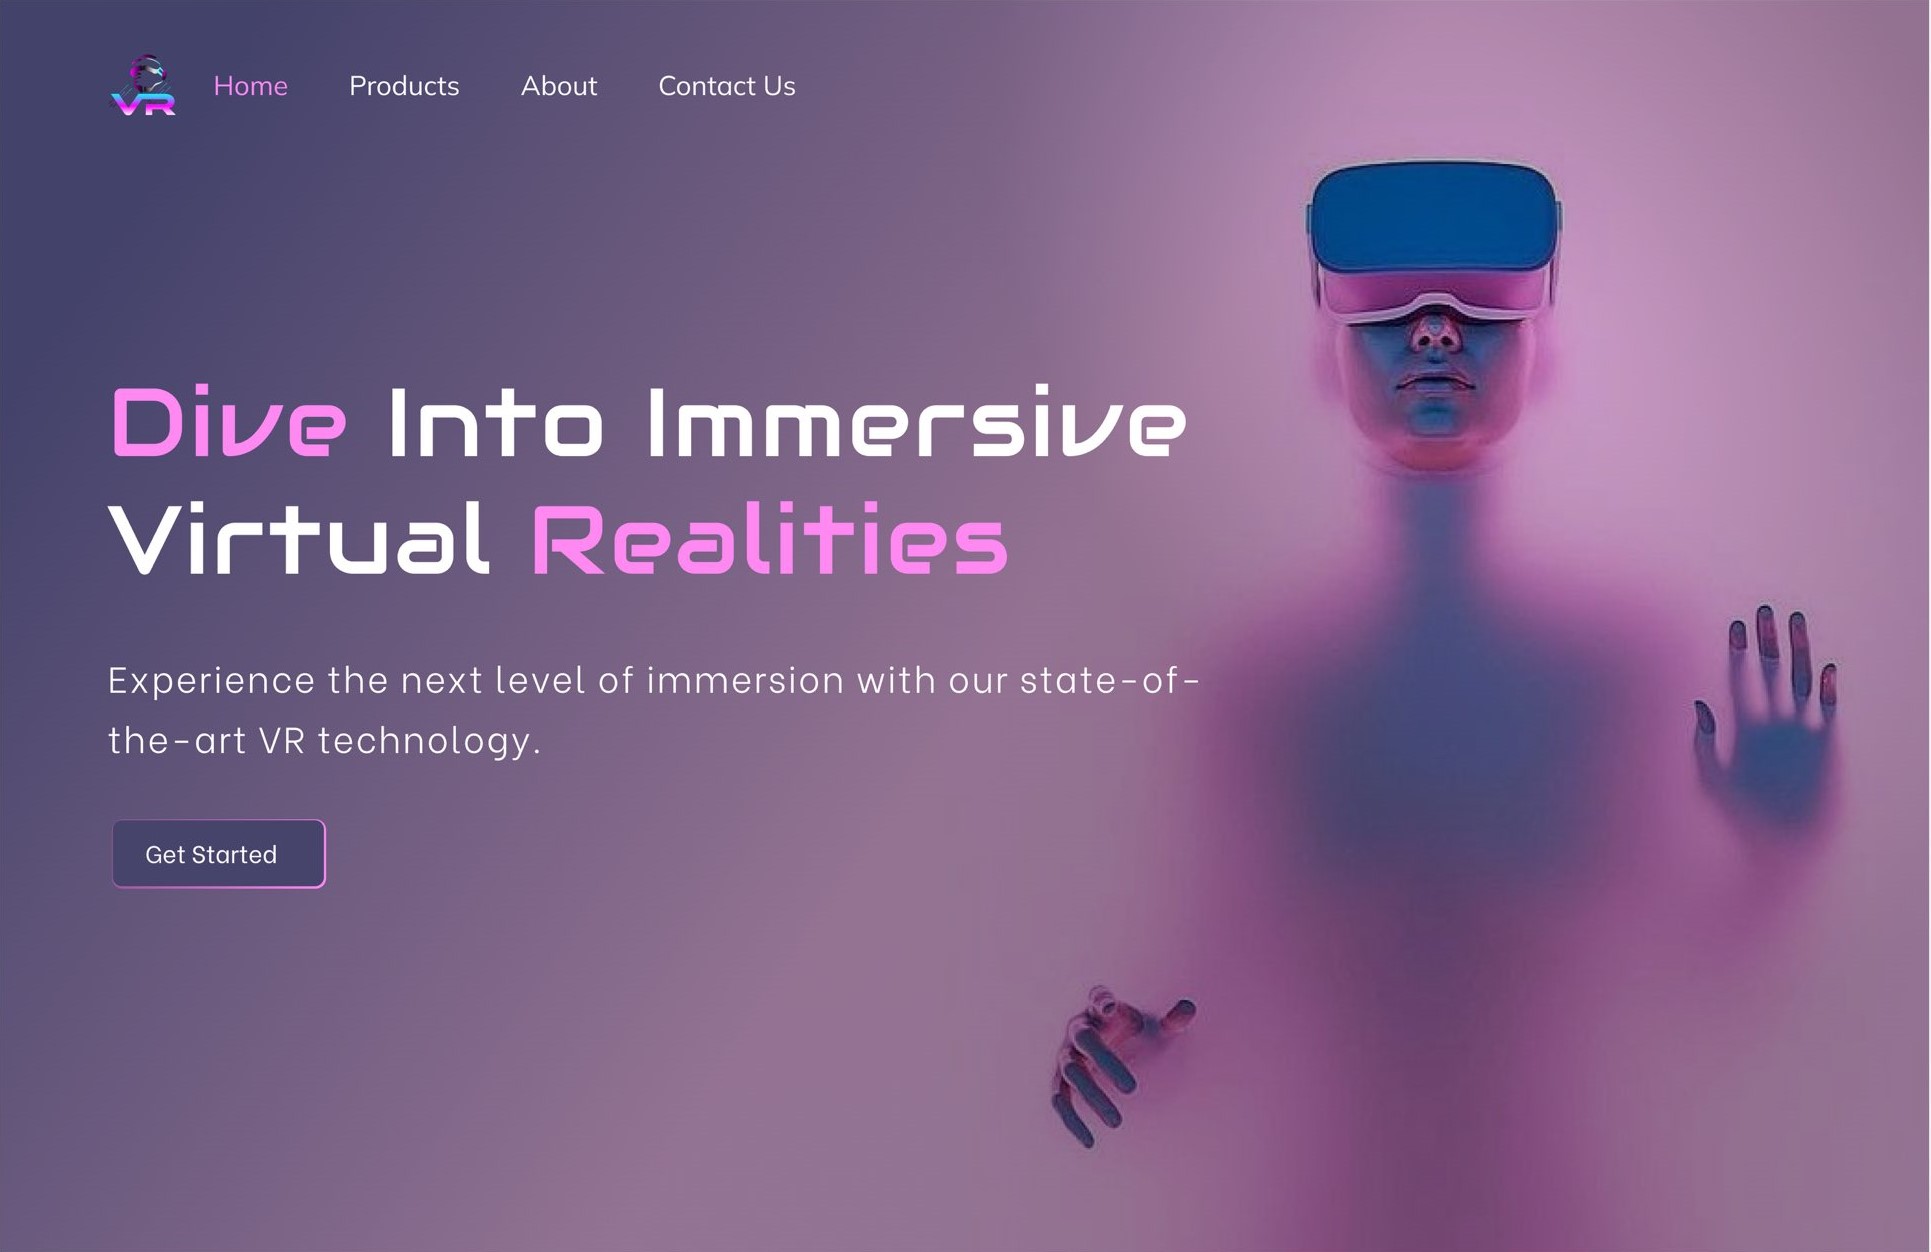 VR
Home Products About Contact Us
Dive Into Immersive
Virtual Realities
Experience the next level of immersion with our state-of-
the-art VR technology.
Get Started